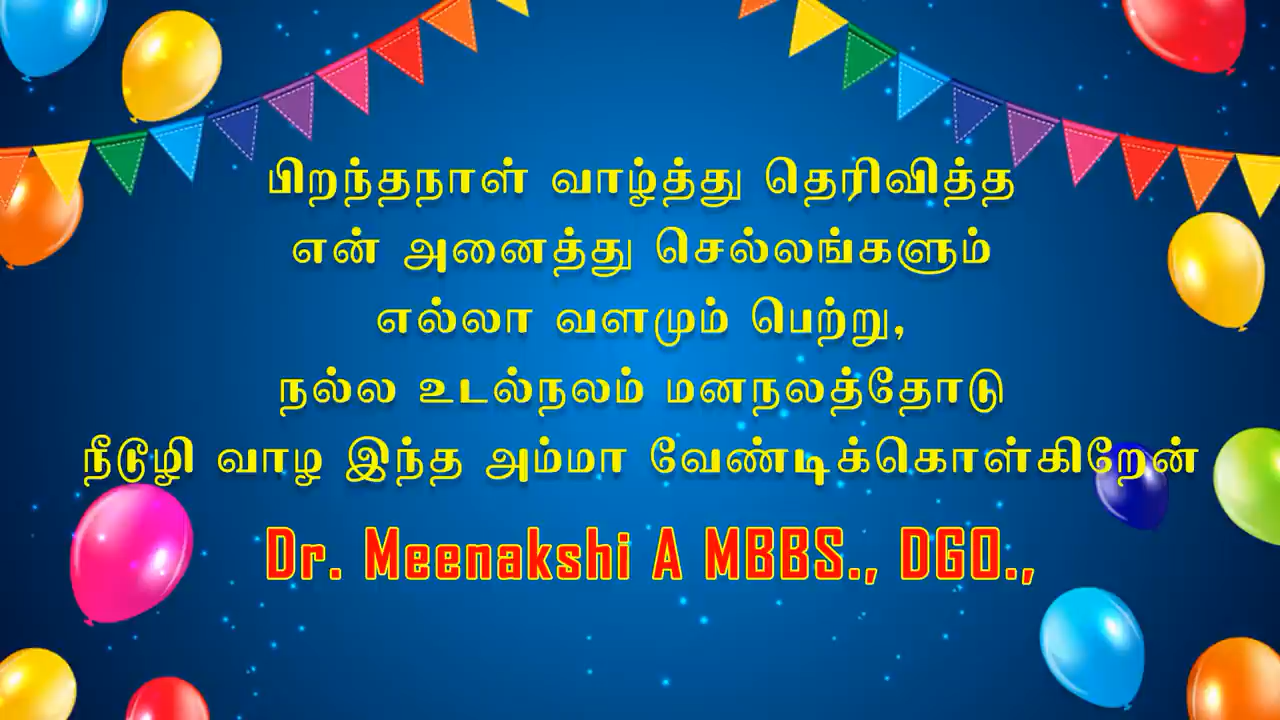 பிறந்தநாள் வாழ்த்து தெரிவித்த
என் அனைத்து செல்லங்களும்
எல்லா வளமும் பெற்று,
நல்ல உடல்நலம் மனநலத்தோடு
நீடூழி வாழ இந்த அம்மா வேண்டிக்கொள்கிறேன்
Dr. Meenakshi A MBBS., DGO.,